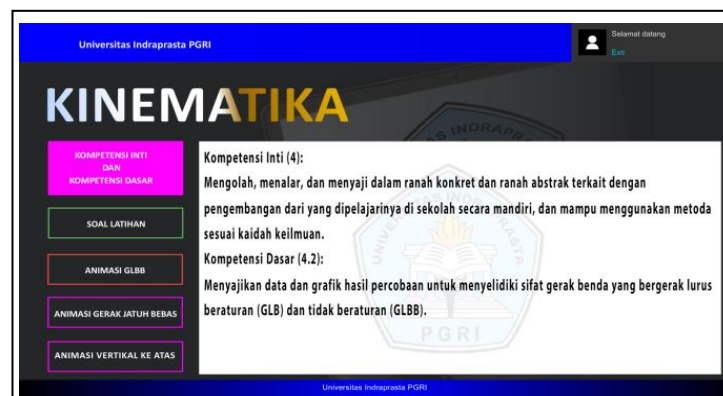 Universitas Indraprasta PGRI
Selamat datang
Exit
KINEMATIKA
KOMPETENSI INTI
DAN
KOMPETENSI DASAR
SOAL LATIHAN
ANIMASI GLBB
ANIMASI GERAK JATUH BEBAS
ANIMASI VERTIKAL KE ATAS
Kompetensi Inti (4):
Mengolah, menalar, dan menyaji dalam ranah konkret dan ranah abstrak terkait dengan
pengembangan dari yang dipelajarinya di sekolah secara mandiri, dan mampu menggunakan metoda
sesuai kaidah keilmuan.
Kompetensi Dasar (4.2):
Menyajikan data dan grafik hasil percobaan untuk menyelidiki sifat gerak benda yang bergerak lurus
beraturan (GLB) dan tidak beraturan (GLBB).
PGRI
Universitas Indraprasta PGRI